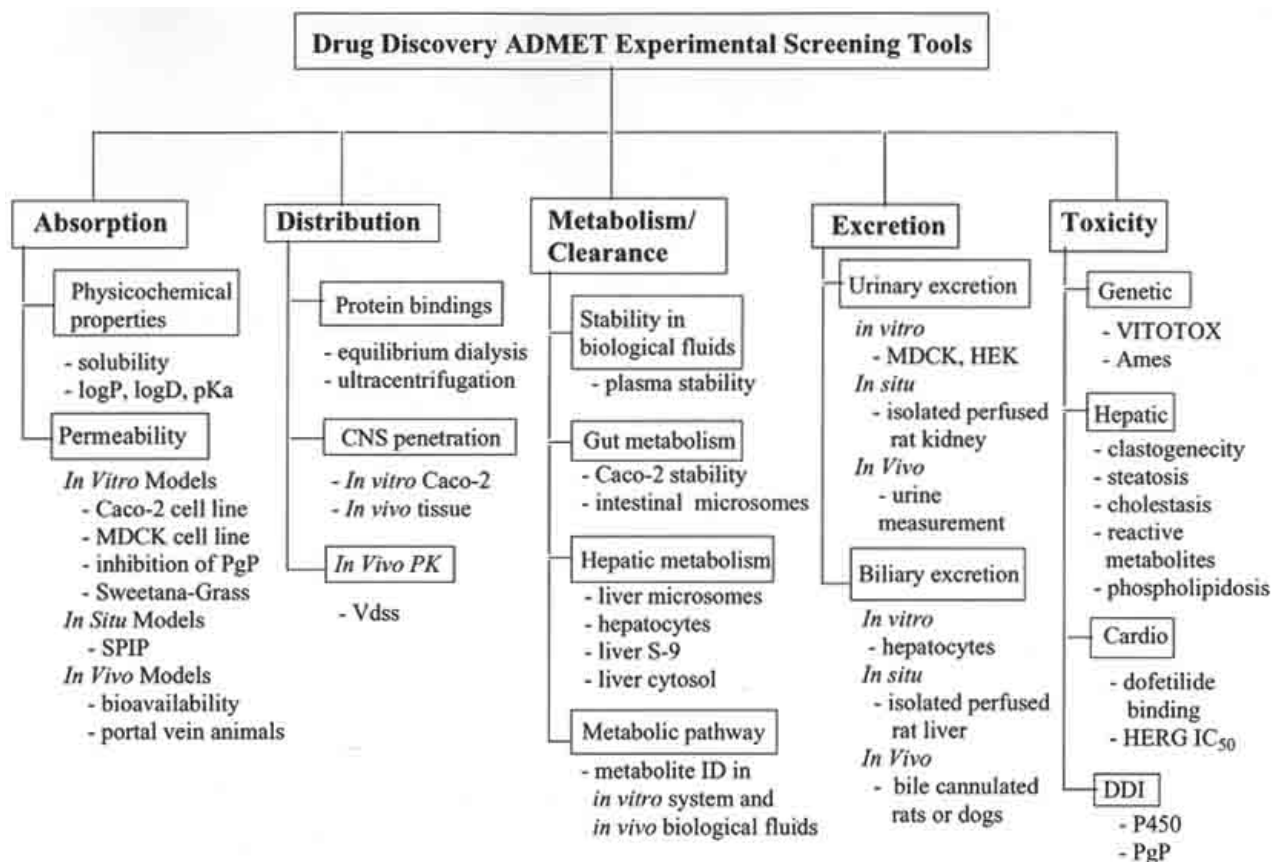 Drug Discovery ADMET Experimental Screening Tools
Absorption
Physicochemical
properties
- solubility
- logP, logD, pKa
Permeability
In Vitro Models
- Caco-2 cell line
- MDCK cell line
- inhibition of PgP
- Sweetana-Grass
In Situ Models
- SPIP
In Vivo Models
- bioavailability
- portal vein animals
Distribution
Protein bindings
- equilibrium dialysis
- ultracentrifugation
CNS penetration
- In vitro Caco-2
- In vivo tissue
In Vivo PK
- Vdss
Metabolism/
Clearance
Stability in
biological fluids
- plasma stability
Gut metabolism
- Caco-2 stability
- intestinal microsomes
Hepatic metabolism
- liver microsomes
- hepatocytes
- liver S-9
- liver cytosol
Metabolic pathway
- metabolite ID in
in vitro system and
in vivo biological fluids
Excretion
Urinary excretion
in vitro
- MDCK, HEK
In situ
- isolated perfused
rat kidney
In Vivo
- urine
measurement
Biliary excretion
In vitro
- hepatocytes
In situ
- isolated perfused
rat liver
In Vivo
- bile cannulated
rats or dogs
Toxicity
Genetic
- VITOTOX
- Ames
Hepatic
- clastogenecity
- steatosis
- cholestasis
- reactive
metabolites
- phospholipidosis
Cardio
- dofetilide
binding
- HERG IC50
DDI
- P450
- PgP